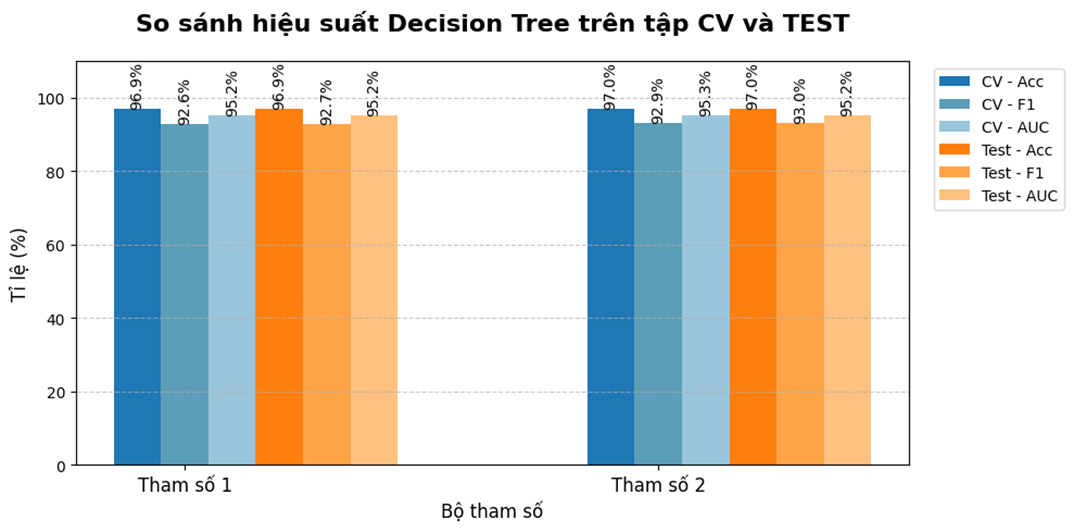 So sánh hiệu suất Decision Tree trên tập CV và TEST
Tỉ lệ (%)
100
80
60
40
20
0
96.9%
92.6%
95.2%
96.9%
92.7%
95.2%
97.0%
92.9%
95.3%
97.0%
93.0%
95.2%
Tham số 1
Tham số 2
Bộ tham số
CV - Acc
CV - F1
CV - AUC
Test - Acc
Test - F1
Test - AUC